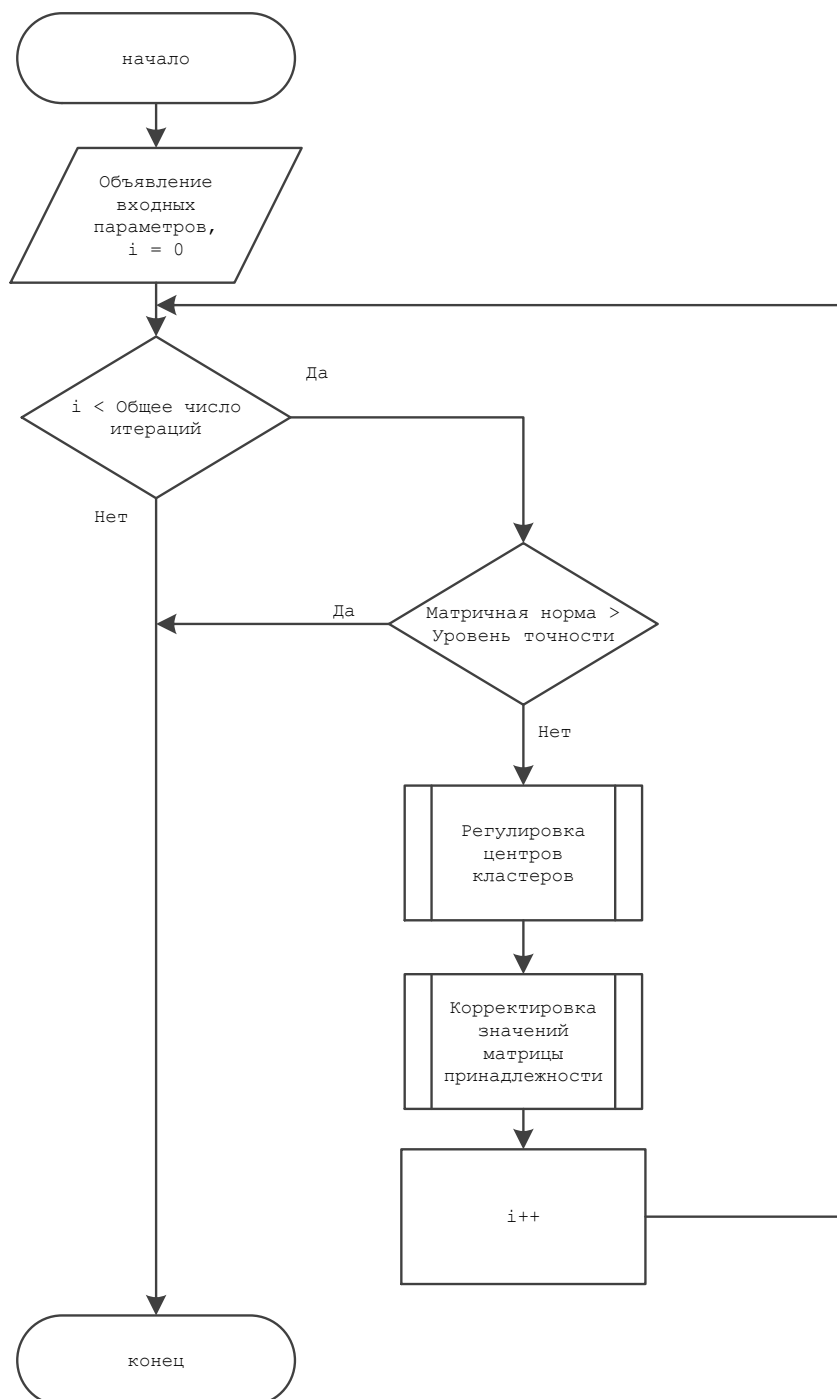 начало
Объявление
входных
параметров,
i = 0
Да
i < Общее число
итераций
Нет
Да
Матричная норма >
Уровень точности
Нет
Регулировка
центров
кластеров
Корректировка
значений
матрицы
принадлежности
i++
конец